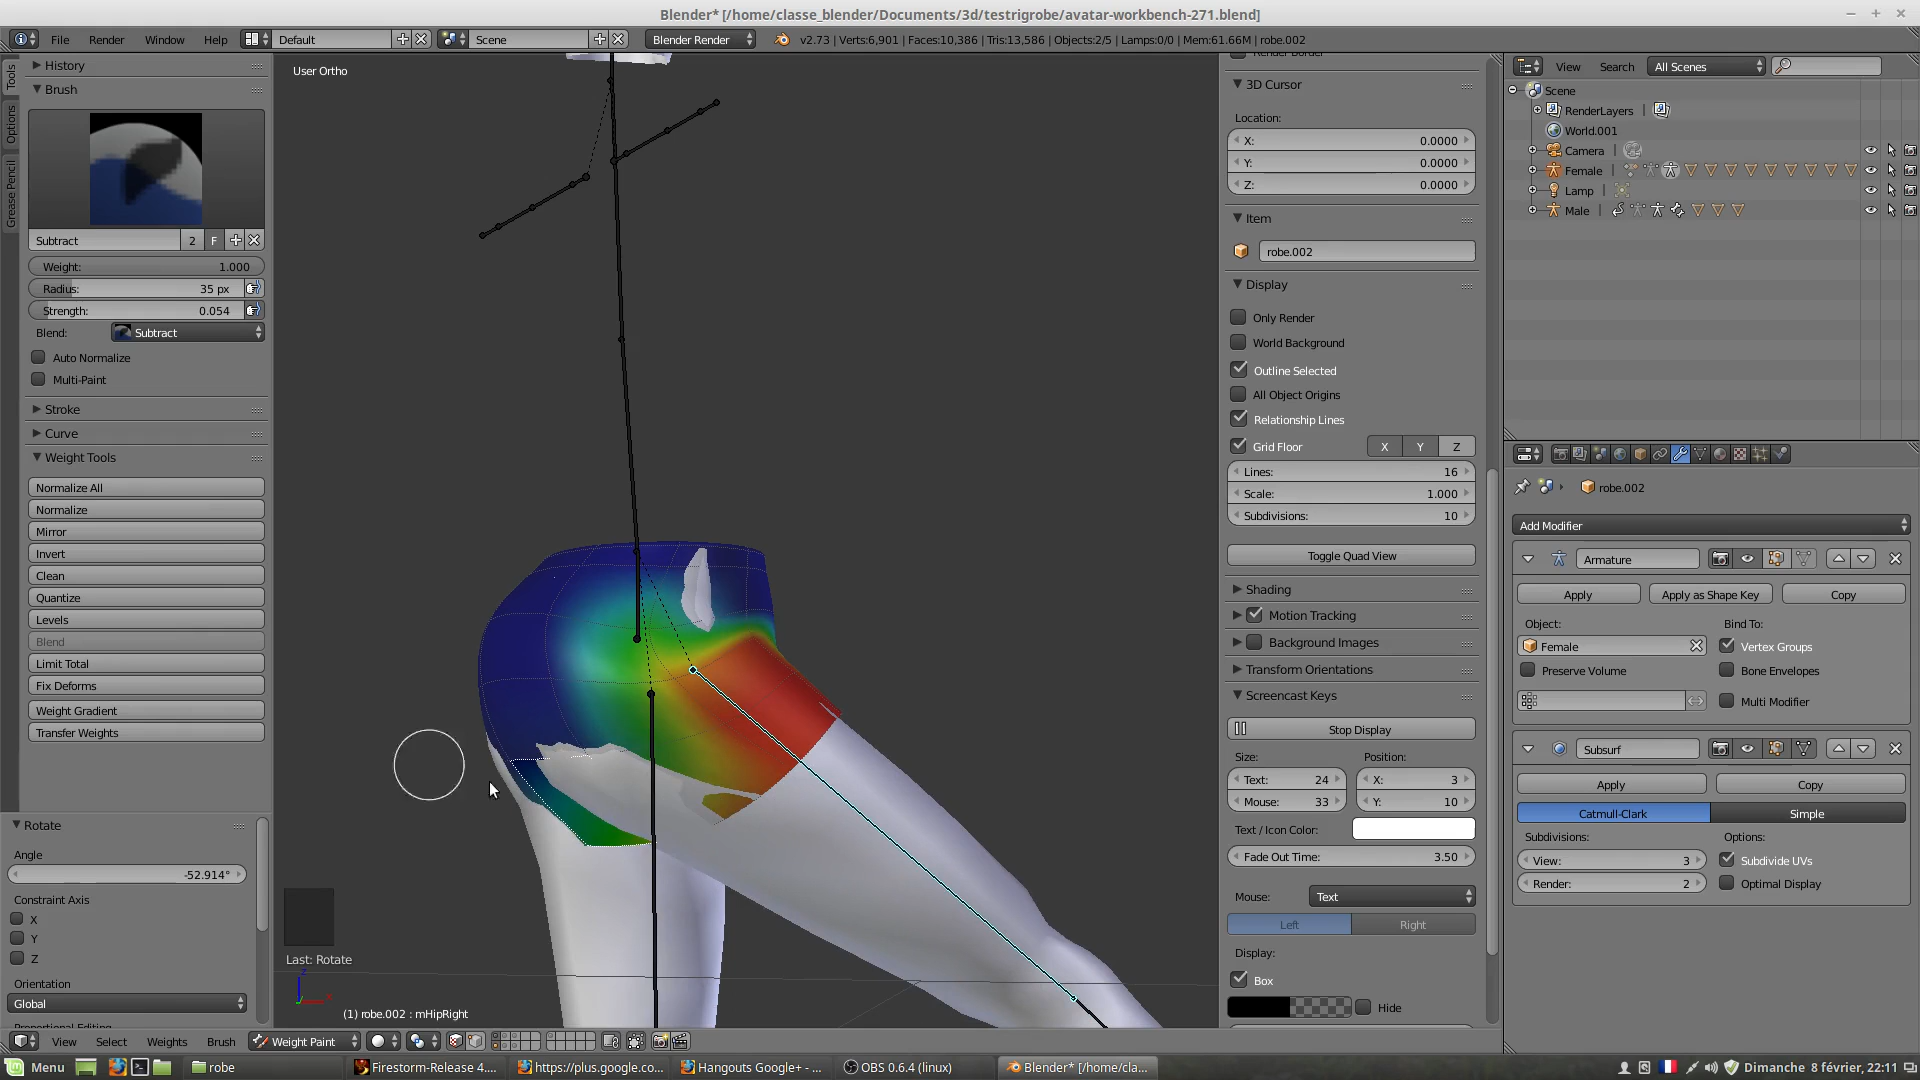 Blender* [/home/classe_blender/Documents/3d/testrigrobe/avatar-workbench-271.blend]
File Render Window Help Default Scene Blender Render v2.73 | Verts:6,901 | Faces:10,386 | Tris:13,586 | Objects:2/5 | Lamps:0/0 | Mem:61.66M | robe.002
Tools
Options
Grease Pencil
History
Brush
Subtract 2 F
Weight: 1.000
Radius: 35 px
Strength: 0.054
Blend: Subtract
Auto Normalize
Multi-Paint
Stroke
Curve
Weight Tools
Normalize All
Normalize
Mirror
Invert
Clean
Quantize
Levels
Blend
Limit Total
Fix Deforms
Weight Gradient
Transfer Weights
Rotate
Angle
-52.914°
Constraint Axis
X
Y
Z
Orientation
Global
User Ortho
Last: Rotate
(1) robe.002 : mHipRight
View Select Weights Brush Weight Paint
3D Cursor
Location:
X: 0.0000
Y: 0.0000
Z: 0.0000
Item
robe.002
Display
Only Render
World Background
Outline Selected
All Object Origins
Relationship Lines
Grid Floor X Y Z
Lines: 16
Scale: 1.000
Subdivisions: 10
Toggle Quad View
Shading
Motion Tracking
Background Images
Transform Orientations
Screencast Keys
Stop Display
Size: Position:
Text: 24 X: 3
Mouse: 33 Y: 10
Text / Icon Color:
Fade Out Time: 3.50
Mouse: Text
Left Right
Display:
Box
Hide
View Search All Scenes
Scene
RenderLayers |
World.001
Camera |
Female |
Lamp |
Male |
robe.002
Add Modifier
Armature
Apply Apply as Shape Key Copy
Object: Bind To:
Female Vertex Groups
Preserve Volume Bone Envelopes
Multi Modifier
Subsurf
Apply Copy
Catmull-Clark Simple
Subdivisions: Options:
View: 3 Subdivide UVs
Render: 2 Optimal Display
Menu robe Firestorm-Release 4.... https://plus.google.co... Hangouts Google+ - ... OBS 0.6.4 (linux) Blender* [/home/cla... Dimanche 8 février, 22:11